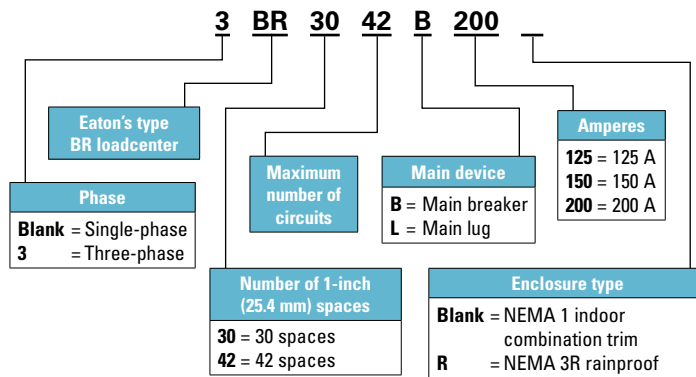 3 BR 30 42 B 200
Eaton's type
BR loadcenter
Phase
Blank = Single-phase
3 = Three-phase
Number of 1-inch
(25.4 mm) spaces
30 = 30 spaces
42 = 42 spaces
Maximum
number of
circuits
Main device
B = Main breaker
L = Main lug
Amperes
125 = 125 A
150 = 150 A
200 = 200 A
Enclosure type
Blank = NEMA 1 indoor
combination trim
R = NEMA 3R rainproof